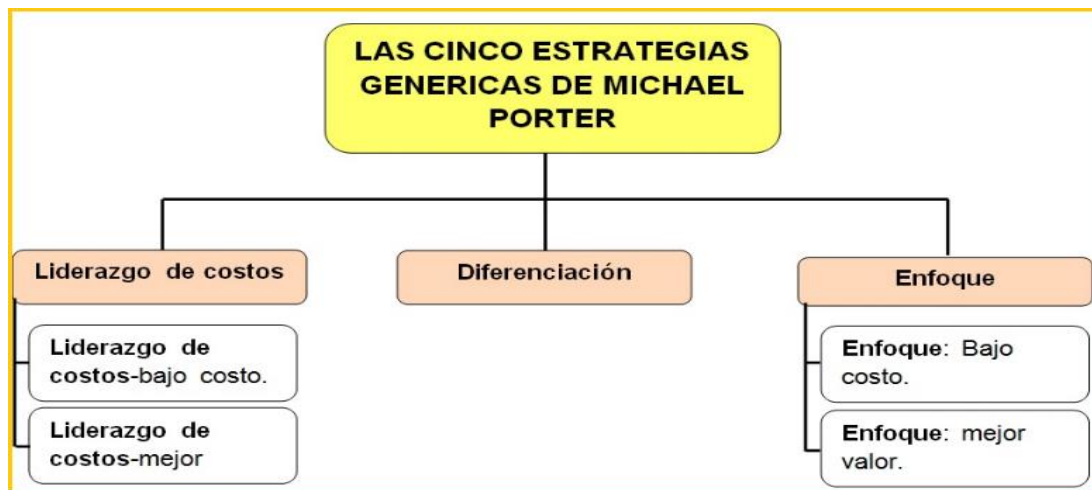 LAS CINCO ESTRATEGIAS
GENERICAS DE MICHAEL
PORTER
Liderazgo de costos
Diferenciación
Enfoque
Liderazgo de
costos-bajo costo.
Liderazgo de
costos-mejor
Enfoque: Bajo
costo.
Enfoque: mejor
valor.